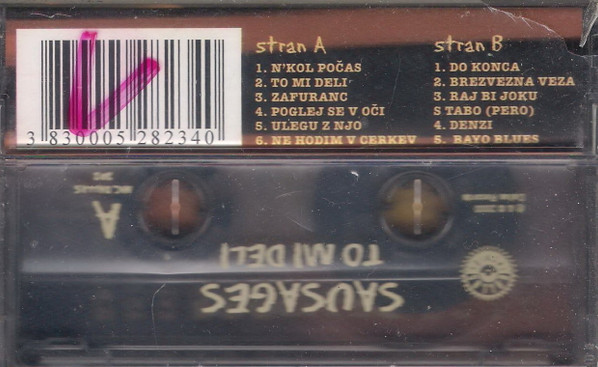 stran A
1. N'KOL POČAS
2. TO MI DELI
3. ZAFURANC
4. POGLEJ SE V OČI
5. ULEGU Z NJO
6. NE HODIM V CERKEV
stran B
1. DO KONCA
2. BREZVEZNA VEZA
3. RAJ BI JOKU
S TABO (PERO)
4. DENZI
5. BAYO BLUES
3 830005 282340
A
TO MI DELI
SAUSAGES